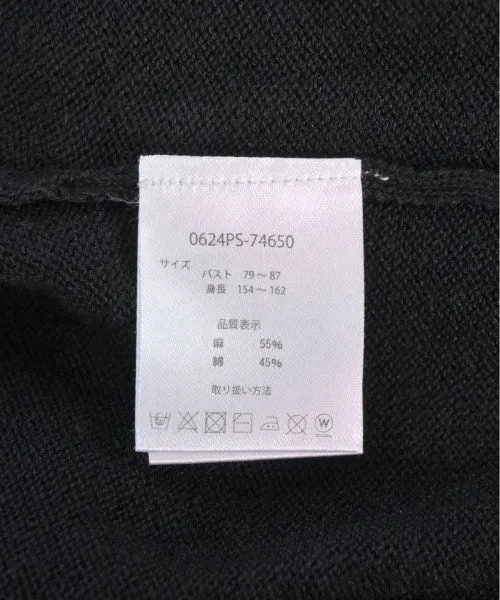 0624PS-74650
サイズ
バスト 79～87
身長 154～162
品質表示
麻 55%
綿 45%
取り扱い方法
W